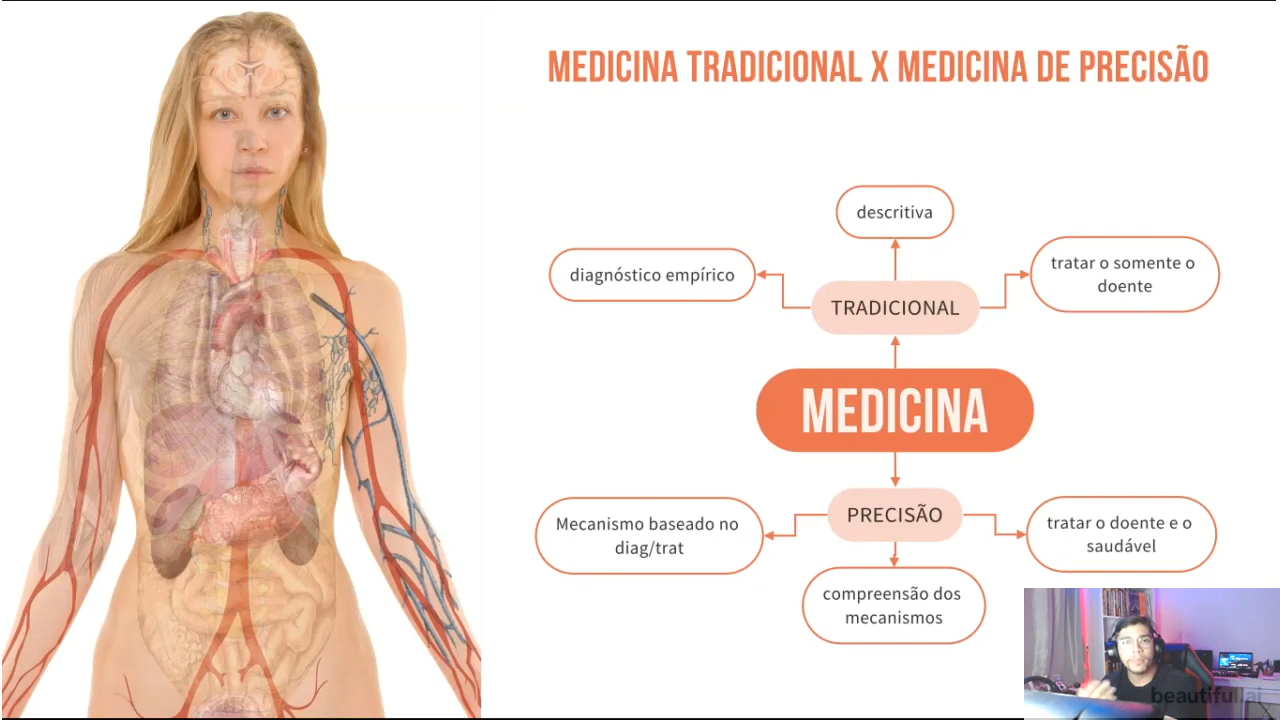 MEDICINA TRADICIONAL X MEDICINA DE PRECISÃO
descritiva
diagnóstico empírico
tratar o somente o
doente
TRADICIONAL
MEDICINA
PRECISÃO
Mecanismo baseado no
diag/trat
tratar o doente e o
saudável
compreensão dos
mecanismos
beautiful.ai